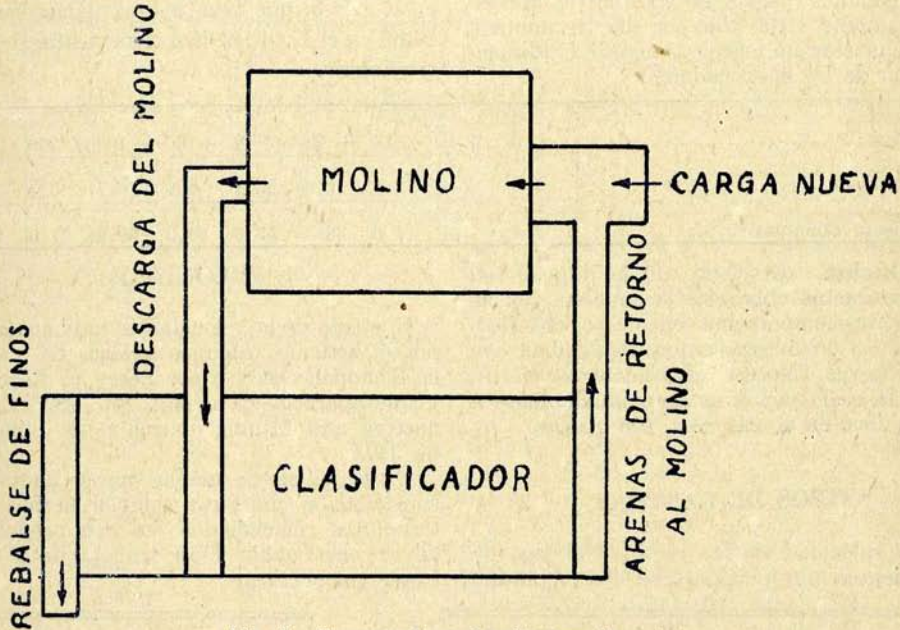 DESCARGA DEL MOLINO
MOLINO
CARGA NUEVA
REBALSE DE FINOS
CLASIFICADOR
ARENAS DE RETORNO
AL MOLINO